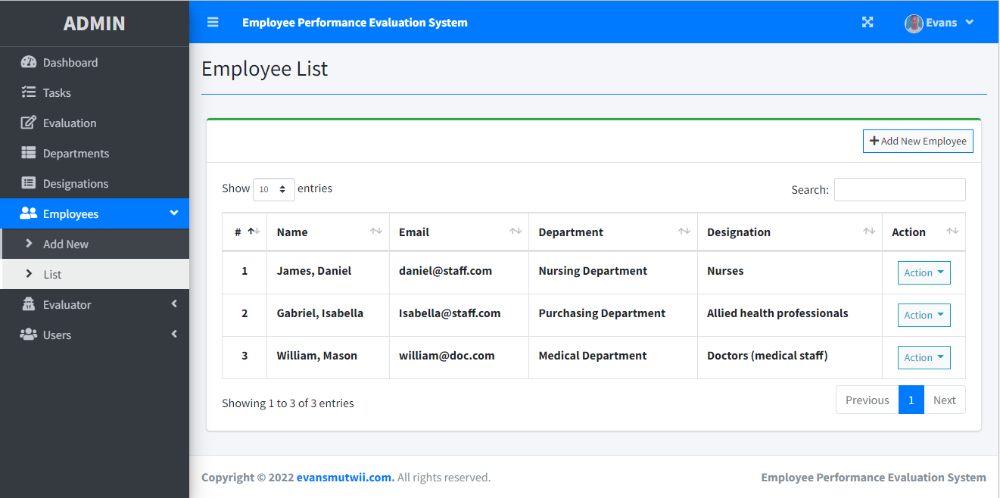 ADMIN
Employee Performance Evaluation System
Evans
Dashboard
Tasks
Evaluation
Departments
Designations
Employees
Add New
List
Evaluator
Users
Employee List
Add New Employee
Show 10 entries
Search:
# Name Email Department Designation Action
1 James, Daniel daniel@staff.com Nursing Department Nurses Action
2 Gabriel, Isabella Isabella@staff.com Purchasing Department Allied health professionals Action
3 William, Mason william@doc.com Medical Department Doctors (medical staff) Action
Showing 1 to 3 of 3 entries
Previous 1 Next
Copyright © 2022 evansmutwii.com. All rights reserved.
Employee Performance Evaluation System